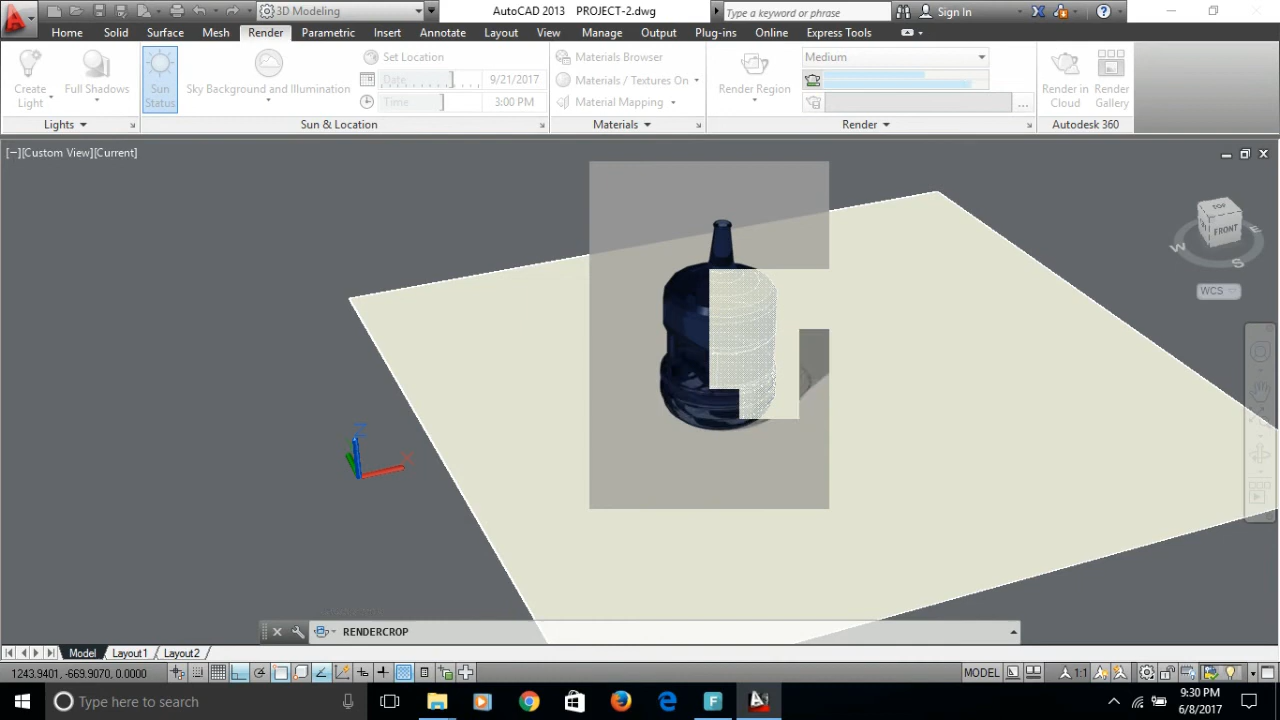 3D Modeling
AutoCAD 2013 PROJECT-2.dwg
Type a keyword or phrase
Sign In
Home Solid Surface Mesh Render Parametric Insert Annotate Layout View Manage Output Plug-ins Online Express Tools
Create Light
Full Shadows
Sun Status
Sky Background and Illumination
Set Location
Date 9/21/2017
Time 3:00 PM
Materials Browser
Materials / Textures On
Material Mapping
Render Region
Medium
...
Render in Cloud
Render Gallery
Lights
Sun & Location
Materials
Render
Autodesk 360
[−][Custom View][Current]
TOP
FRONT
W
E
S
WCS
Z
X
RENDERCROP
Model Layout1 Layout2
1243.9401, -669.9070, 0.0000
MODEL
1:1
Type here to search
9:30 PM
6/8/2017